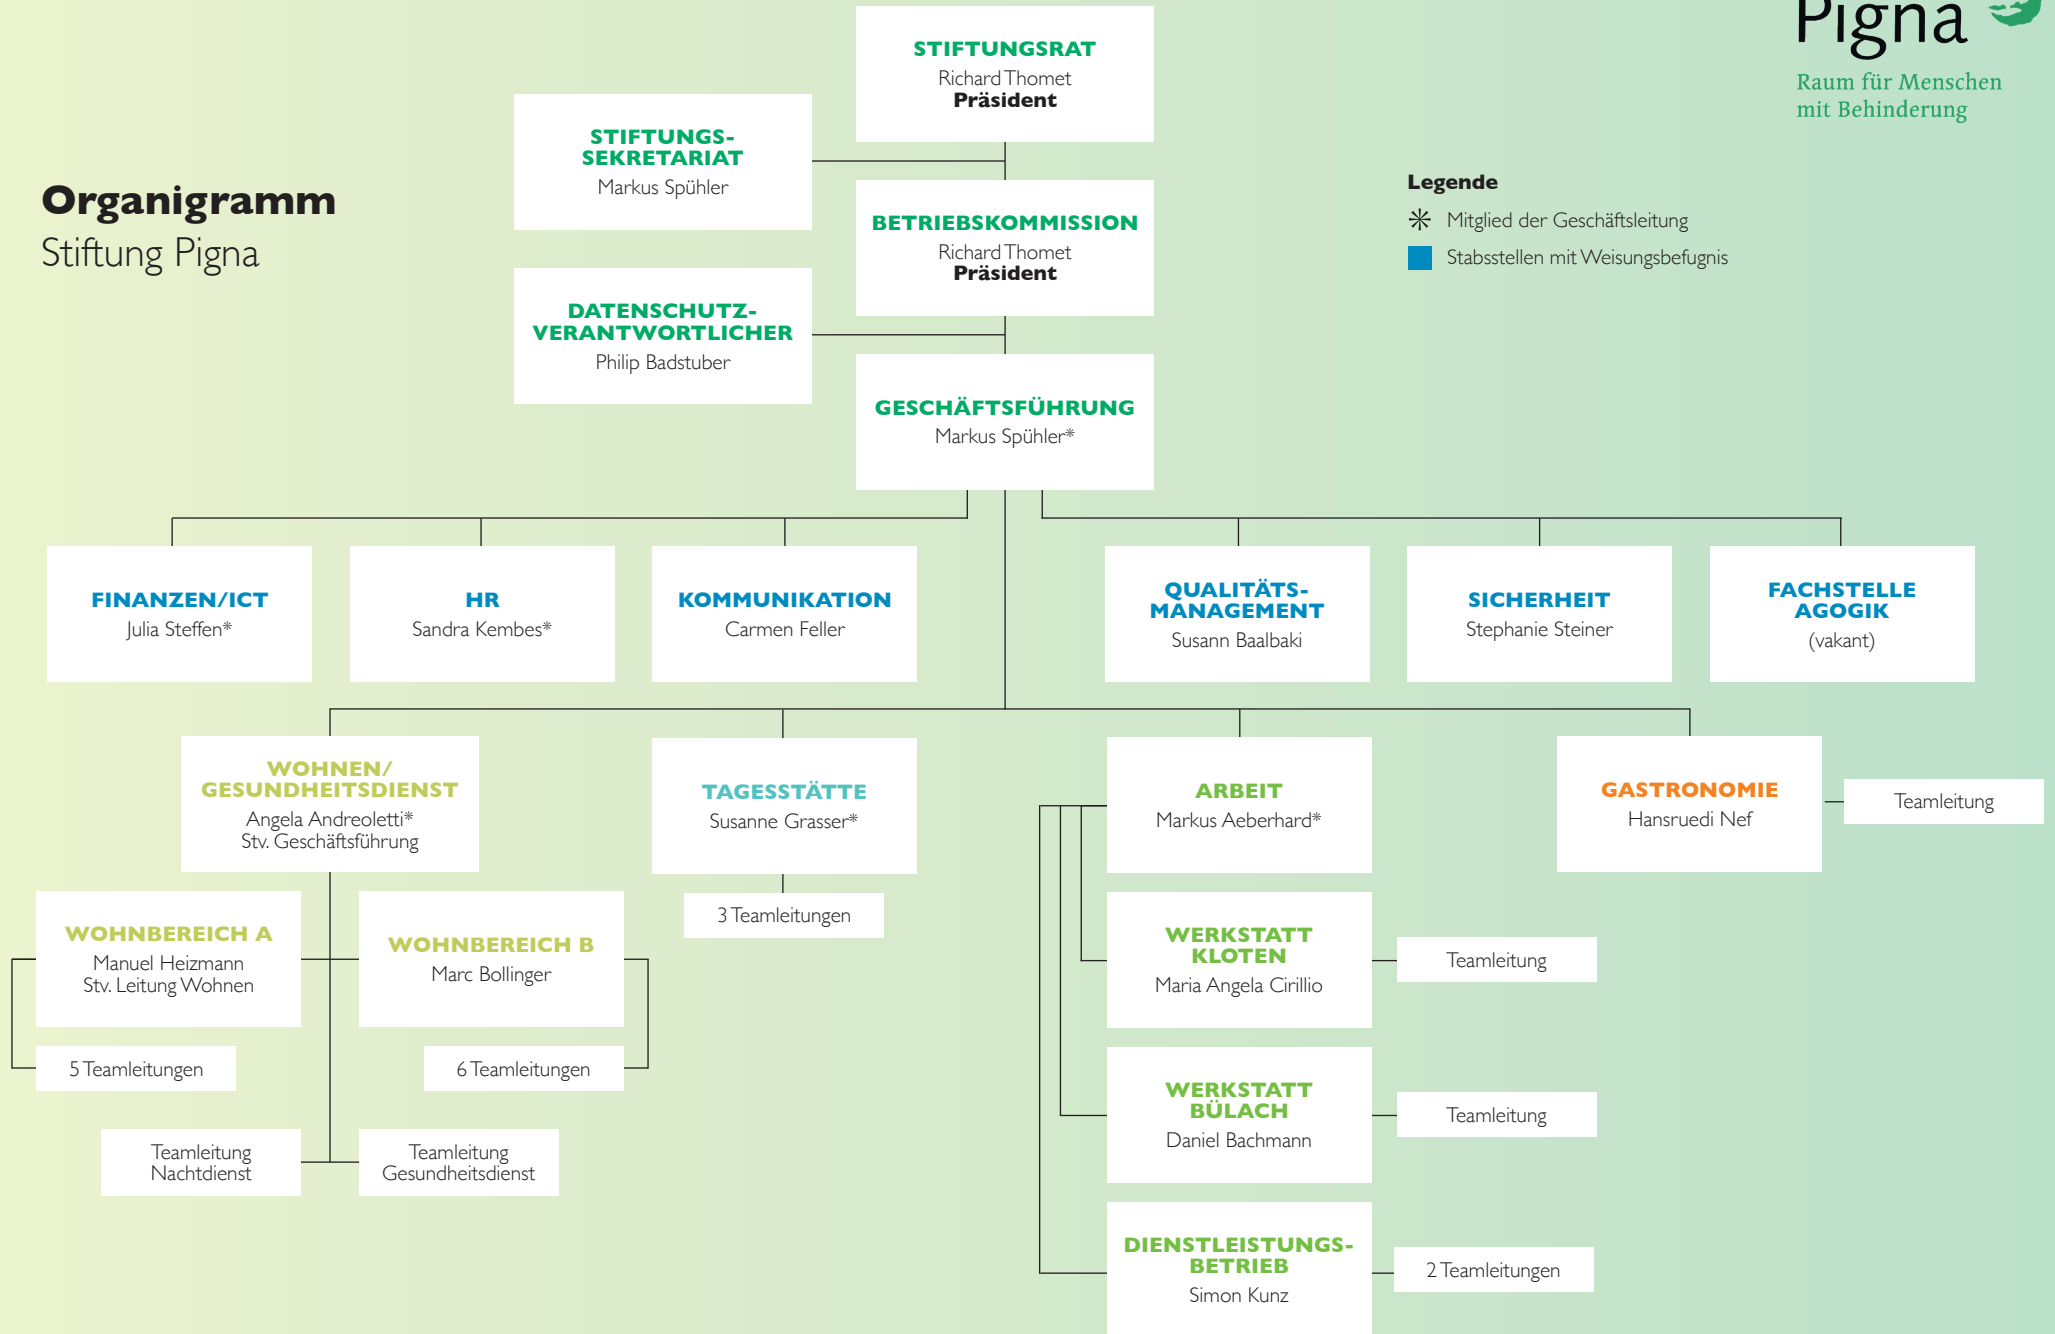 Pigna
Raum für Menschen
mit Behinderung
Organigramm
Stiftung Pigna
Legende
✳ Mitglied der Geschäftsleitung
Stabsstellen mit Weisungsbefugnis
STIFTUNGSRAT
Richard Thomet
Präsident
STIFTUNGS-
SEKRETARIAT
Markus Spühler
BETRIEBSKOMMISSION
Richard Thomet
Präsident
DATENSCHUTZ-
VERANTWORTLICHER
Philip Badstuber
GESCHÄFTSFÜHRUNG
Markus Spühler*
FINANZEN/ICT
Julia Steffen*
HR
Sandra Kembes*
KOMMUNIKATION
Carmen Feller
QUALITÄTS-
MANAGEMENT
Susann Baalbaki
SICHERHEIT
Stephanie Steiner
FACHSTELLE
AGOGIK
(vakant)
WOHNEN/
GESUNDHEITSDIENST
Angela Andreoletti*
Stv. Geschäftsführung
TAGESSTÄTTE
Susanne Grasser*
3 Teamleitungen
ARBEIT
Markus Aeberhard*
GASTRONOMIE
Hansruedi Nef
Teamleitung
WOHNBEREICH A
Manuel Heizmann
Stv. Leitung Wohnen
WOHNBEREICH B
Marc Bollinger
5 Teamleitungen
6 Teamleitungen
Teamleitung
Nachtdienst
Teamleitung
Gesundheitsdienst
WERKSTATT
KLOTEN
Maria Angela Cirillio
Teamleitung
WERKSTATT
BÜLACH
Daniel Bachmann
Teamleitung
DIENSTLEISTUNGS-
BETRIEB
Simon Kunz
2 Teamleitungen